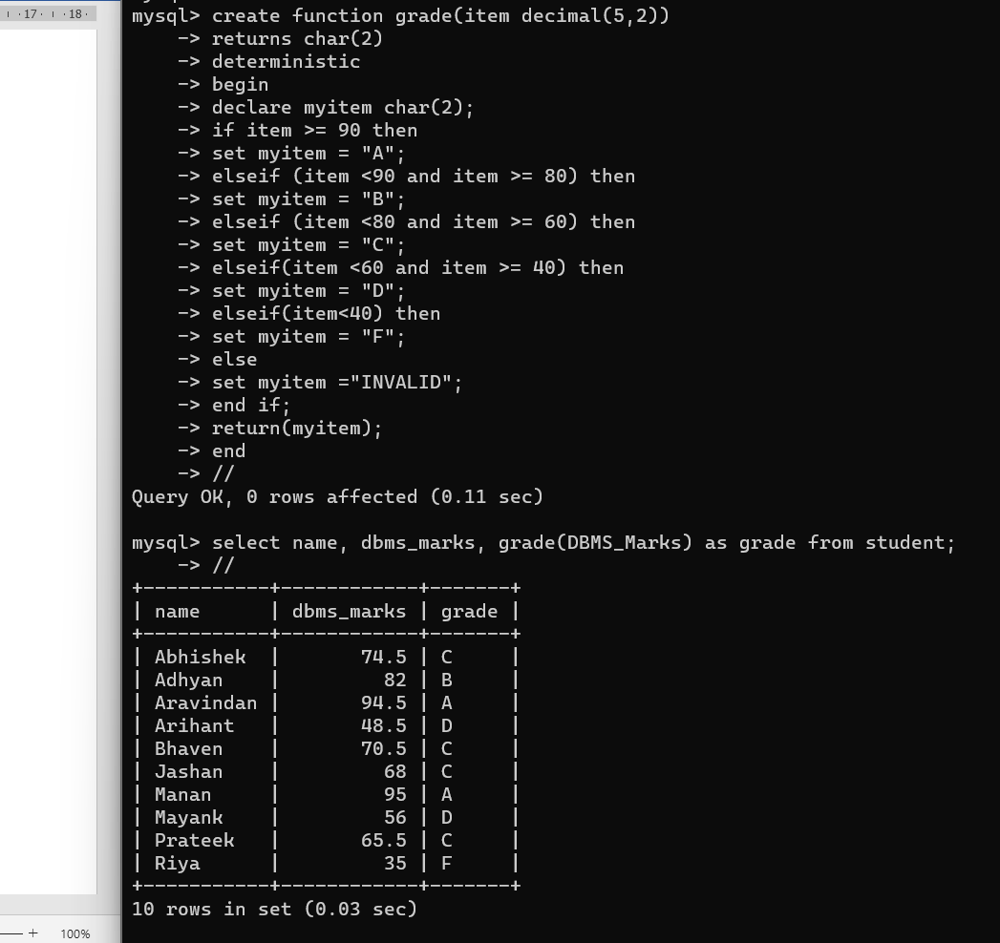 17 18
mysql> create function grade(item decimal(5,2))
    -> returns char(2)
    -> deterministic
    -> begin
    -> declare myitem char(2);
    -> if item >= 90 then
    -> set myitem = "A";
    -> elseif (item <90 and item >= 80) then
    -> set myitem = "B";
    -> elseif (item <80 and item >= 60) then
    -> set myitem = "C";
    -> elseif(item <60 and item >= 40) then
    -> set myitem = "D";
    -> elseif(item<40) then
    -> set myitem = "F";
    -> else
    -> set myitem ="INVALID";
    -> end if;
    -> return(myitem);
    -> end
    -> //
Query OK, 0 rows affected (0.11 sec)

mysql> select name, dbms_marks, grade(DBMS_Marks) as grade from student;
    -> //
+-----------+------------+-------+
| name      | dbms_marks | grade |
+-----------+------------+-------+
| Abhishek  |       74.5 | C     |
| Adhyan    |         82 | B     |
| Aravindan |       94.5 | A     |
| Arihant   |       48.5 | D     |
| Bhaven    |       70.5 | C     |
| Jashan    |         68 | C     |
| Manan     |         95 | A     |
| Mayank    |         56 | D     |
| Prateek   |       65.5 | C     |
| Riya      |         35 | F     |
+-----------+------------+-------+
10 rows in set (0.03 sec)
100%